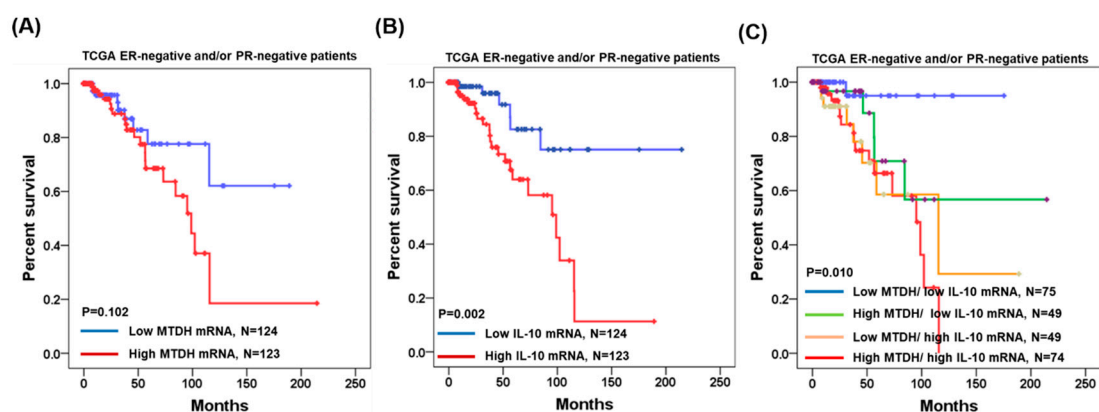 (A)
TCGA ER-negative and/or PR-negative patients
Percent survival
1.0
0.8
0.6
0.4
0.2
0.0
P=0.102
Low MTDH mRNA, N=124
High MTDH mRNA, N=123
0 50 100 150 200 250
Months
(B)
TCGA ER-negative and/or PR-negative patients
Percent survival
1.0
0.8
0.6
0.4
0.2
0.0
P=0.002
Low IL-10 mRNA, N=124
High IL-10 mRNA, N=123
0 50 100 150 200 250
Months
(C)
TCGA ER-negative and/or PR-negative patients
Percent survival
1.0
0.8
0.6
0.4
0.2
0.0
P=0.010
Low MTDH/ low IL-10 mRNA, N=75
High MTDH/ low IL-10 mRNA, N=49
Low MTDH/ high IL-10 mRNA, N=49
High MTDH/ high IL-10 mRNA, N=74
0 50 100 150 200 250
Months